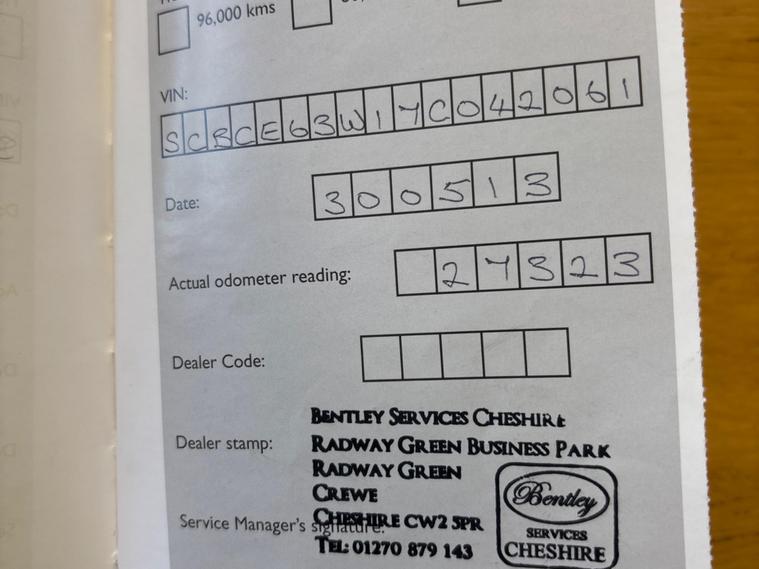 96,000 kms
VIN:
SCBCE63W17C042061
Date: 300513
Actual odometer reading: 27323
Dealer Code:
Dealer stamp:
BENTLEY SERVICES CHESHIRE
RADWAY GREEN BUSINESS PARK
RADWAY GREEN
CREWE
CHESHIRE CW2 5PR
TEL: 01270 879 143
Service Manager's signature:
Bentley
SERVICES
CHESHIRE